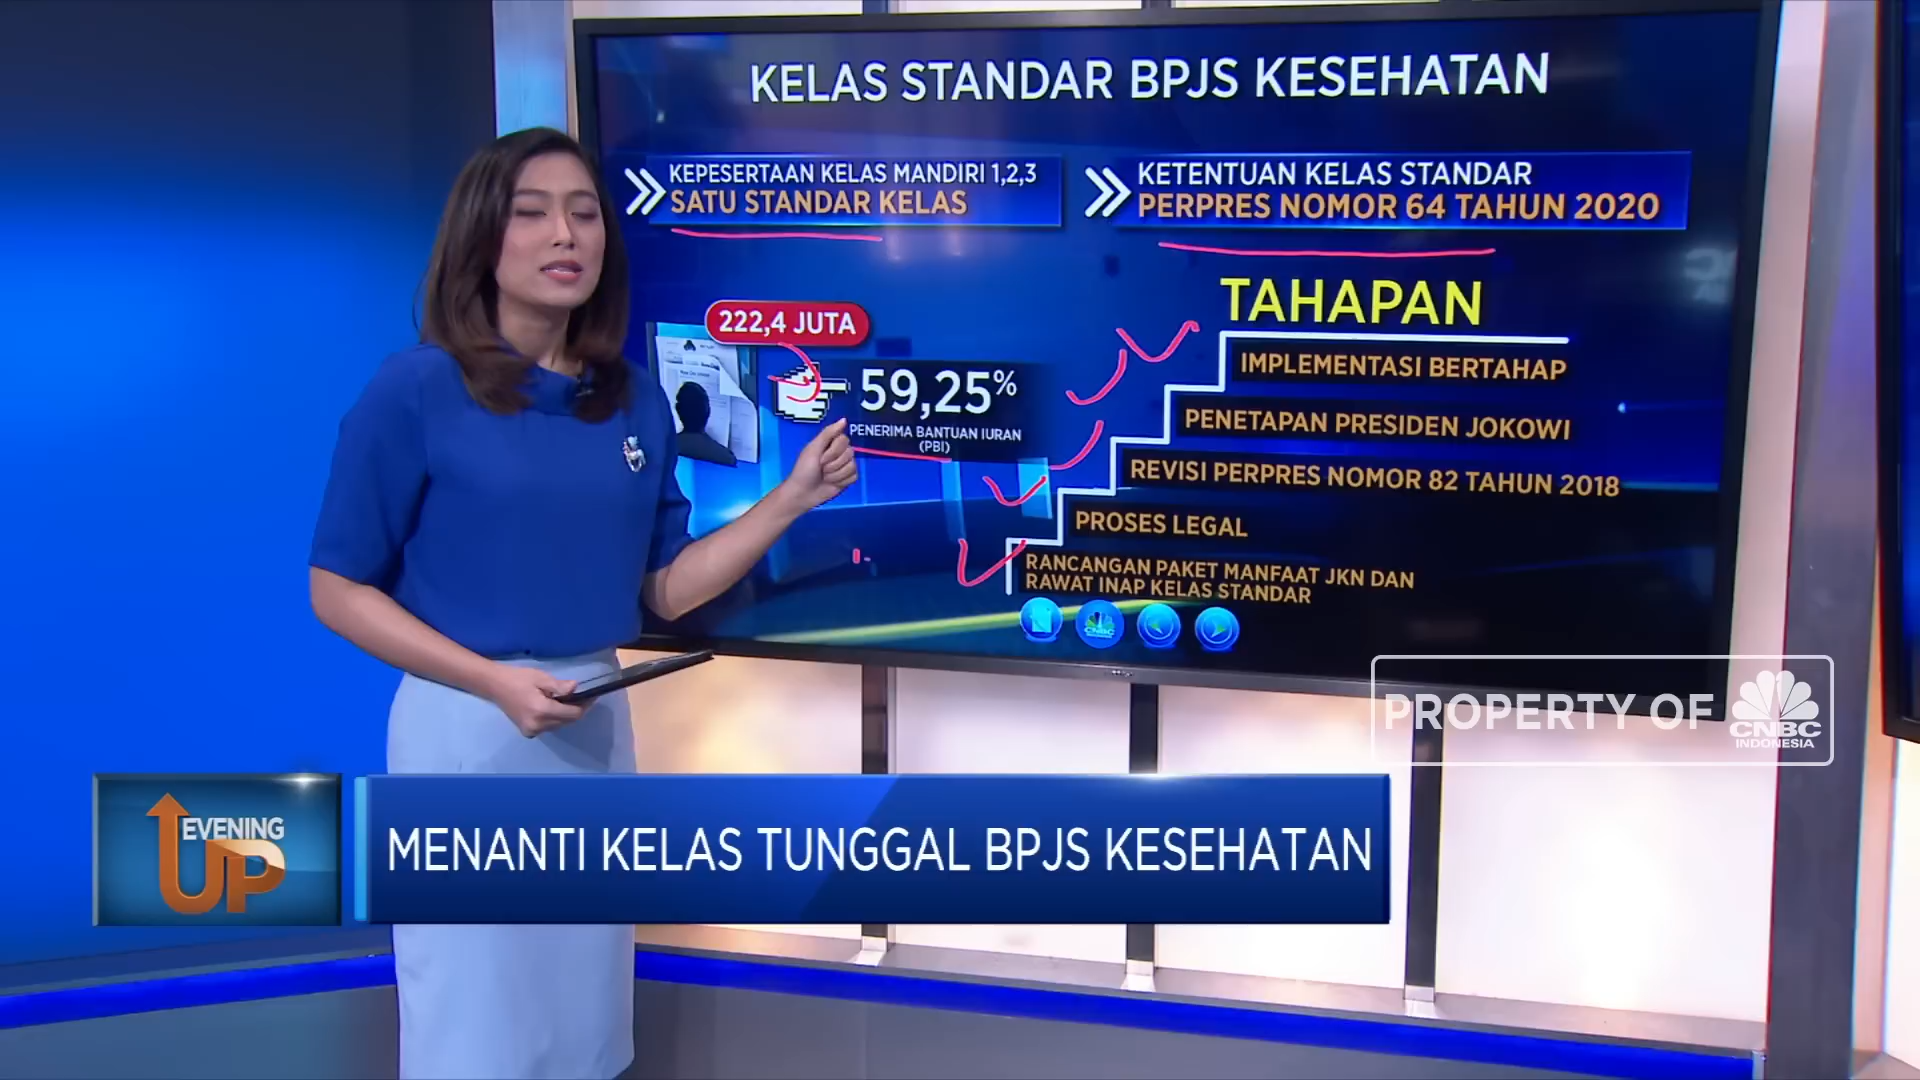 KELAS STANDAR BPJS KESEHATAN
KEPESERTAAN KELAS MANDIRI 1,2,3
SATU STANDAR KELAS
KETENTUAN KELAS STANDAR
PERPRES NOMOR 64 TAHUN 2020
222,4 JUTA
59,25%
PENERIMA BANTUAN IURAN
(PBI)
TAHAPAN
IMPLEMENTASI BERTAHAP
PENETAPAN PRESIDEN JOKOWI
REVISI PERPRES NOMOR 82 TAHUN 2018
PROSES LEGAL
RANCANGAN PAKET MANFAAT JKN DAN
RAWAT INAP KELAS STANDAR
CNBC
PROPERTY OF
CNBC
INDONESIA
EVENING
UP
MENANTI KELAS TUNGGAL BPJS KESEHATAN